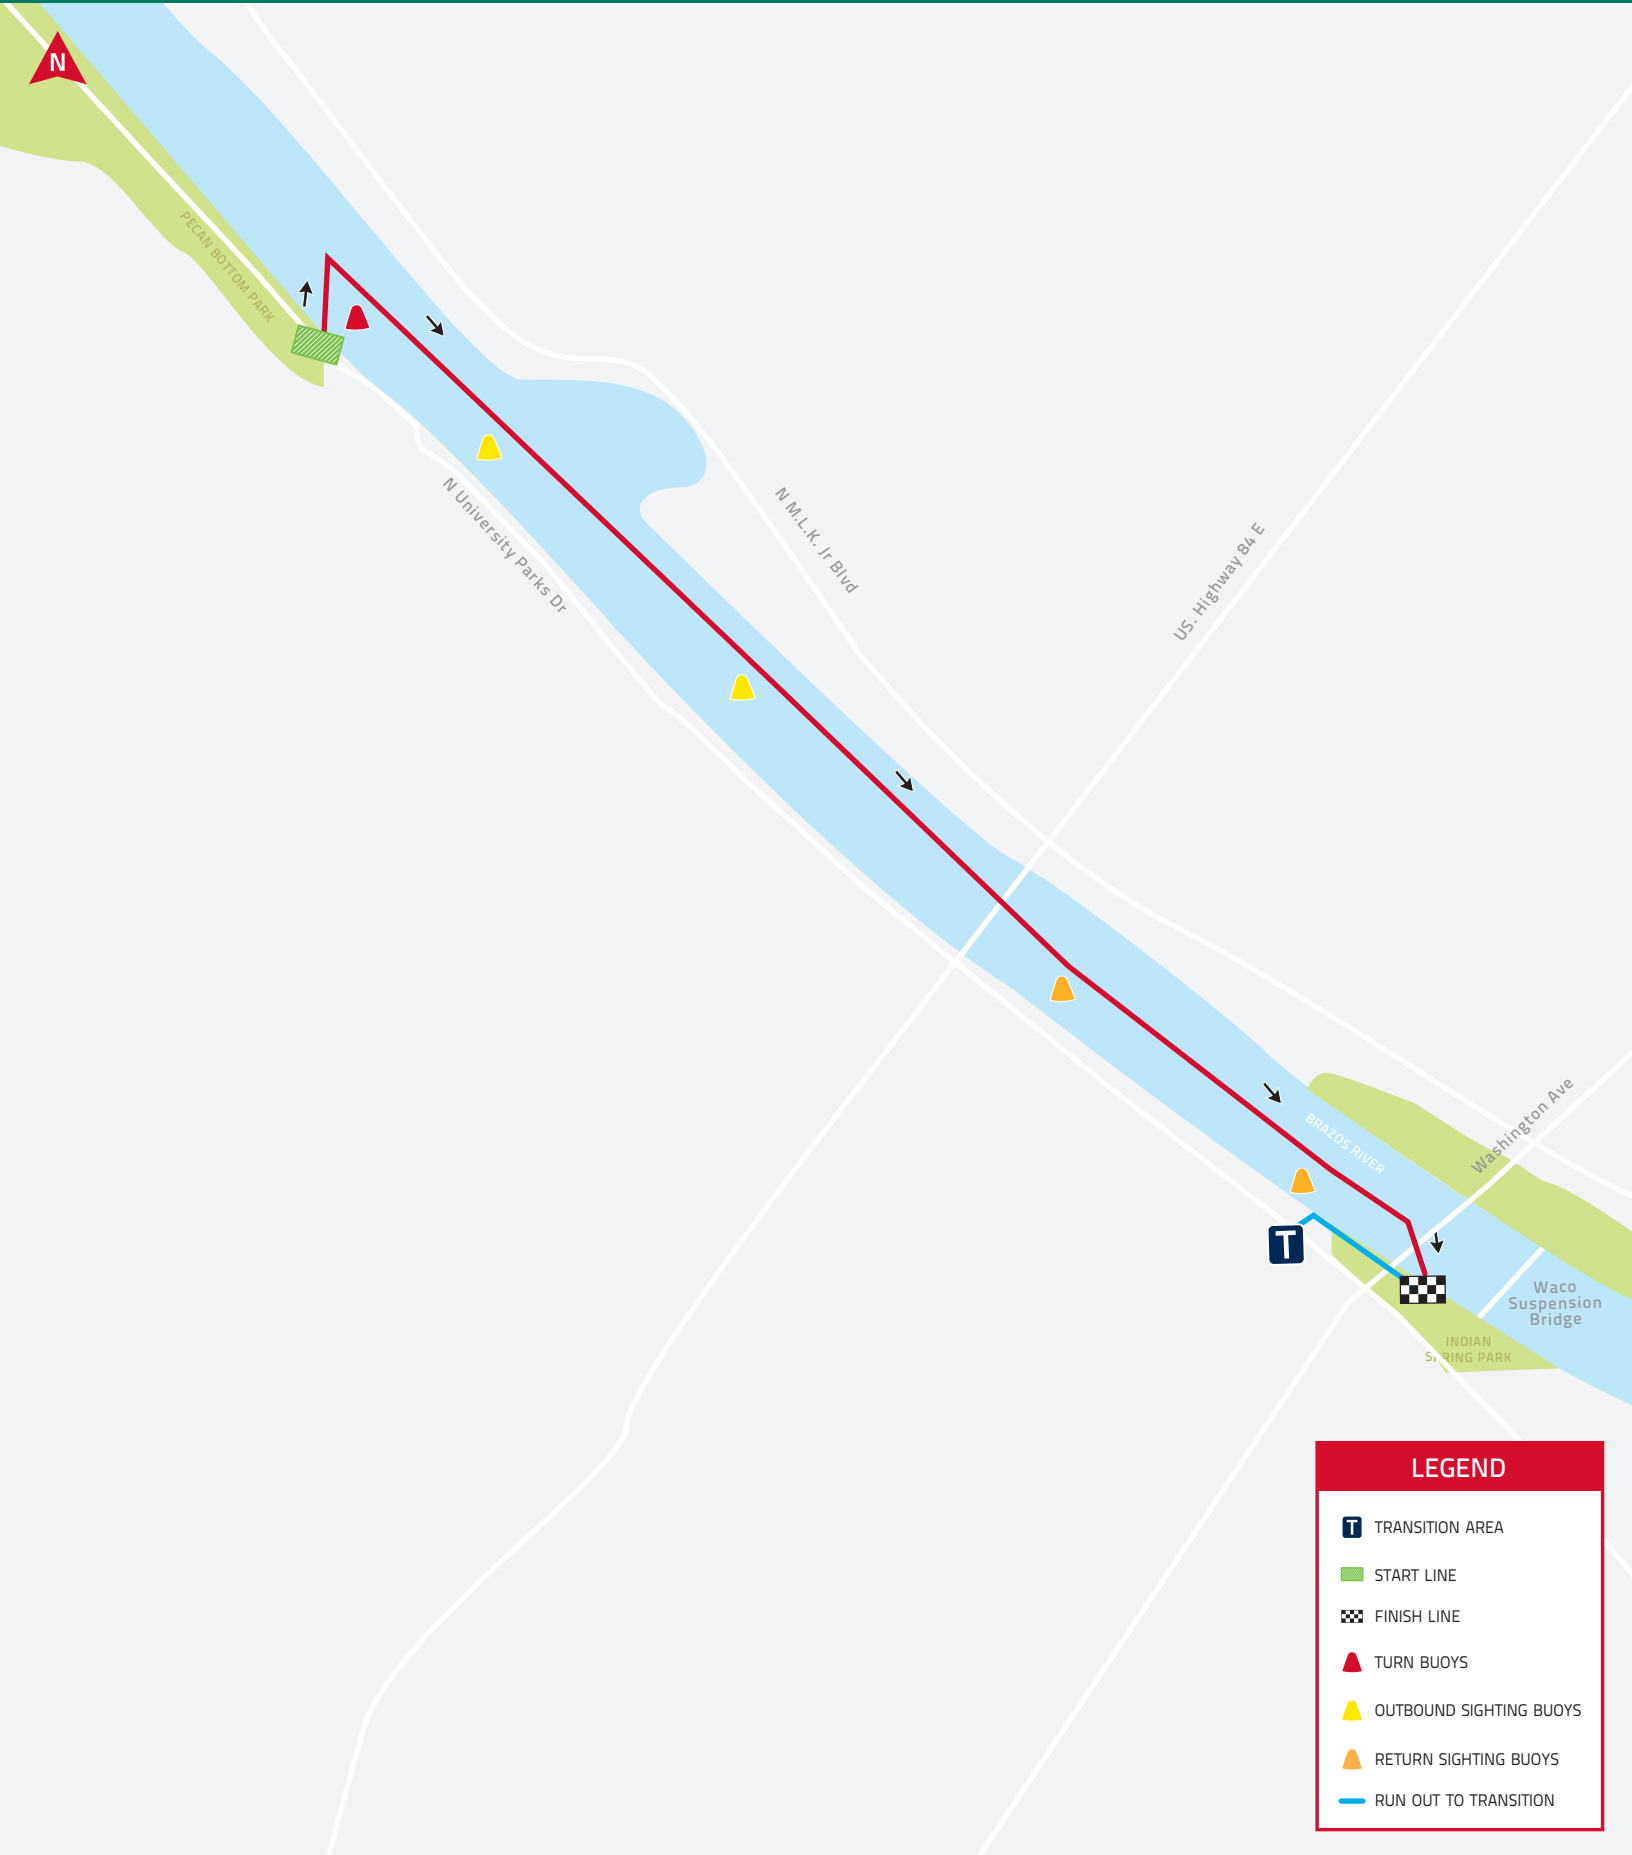 N
PECAN BOTTOM PARK
N University Parks Dr
N M.L.K. Jr Blvd
US. Highway 84 E
BRAZOS RIVER
Washington Ave
T
Waco
Suspension
Bridge
INDIAN
SPRING PARK
LEGEND
T TRANSITION AREA
START LINE
FINISH LINE
TURN BUOYS
OUTBOUND SIGHTING BUOYS
RETURN SIGHTING BUOYS
RUN OUT TO TRANSITION